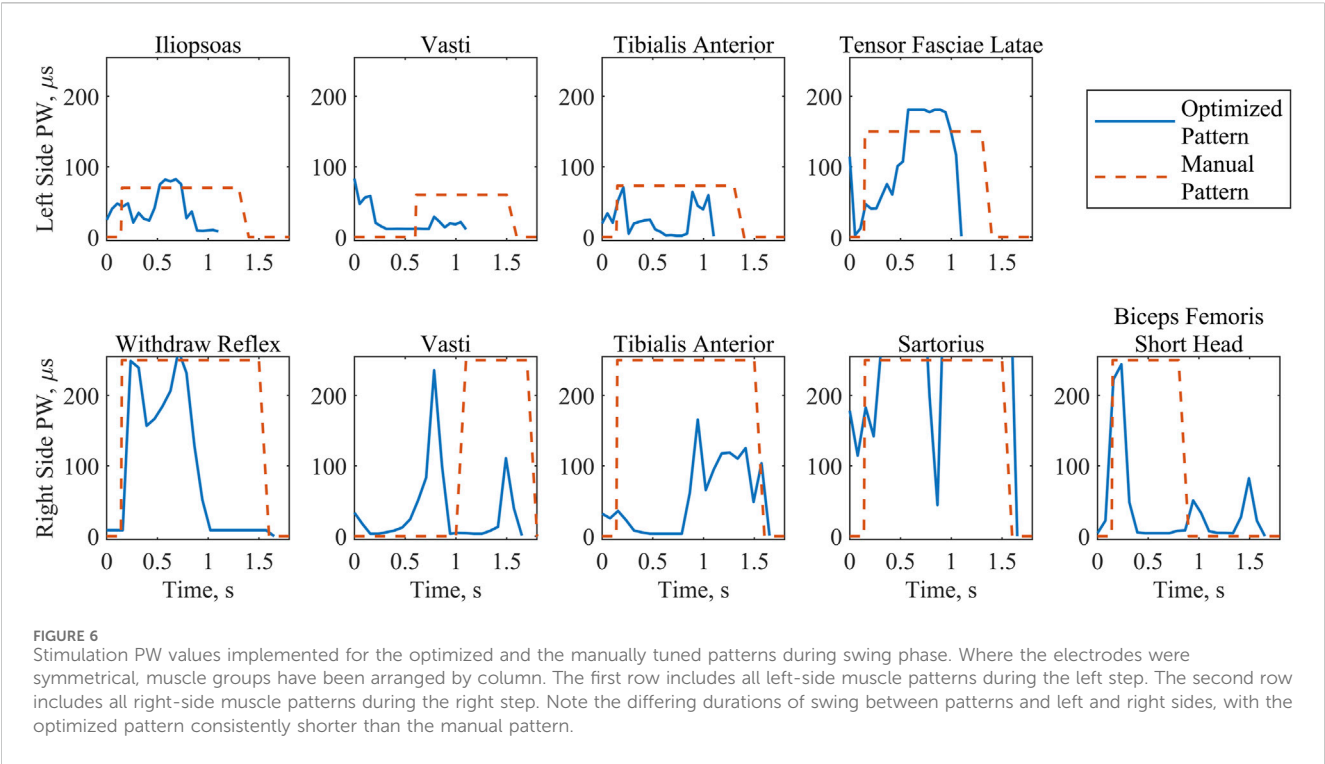 Iliopsoas
Vasti
Tibialis Anterior
Tensor Fasciae Latae
Left Side PW, μs
200
100
0
0 0.5 1 1.5
200
100
0
0 0.5 1 1.5
200
100
0
0 0.5 1 1.5
200
100
0
0 0.5 1 1.5
Optimized
Pattern
Manual
Pattern
Withdraw Reflex
Vasti
Tibialis Anterior
Sartorius
Biceps Femoris
Short Head
Right Side PW, μs
200
100
0
0 0.5 1 1.5
Time, s
200
100
0
0 0.5 1 1.5
Time, s
200
100
0
0 0.5 1 1.5
Time, s
200
100
0
0 0.5 1 1.5
Time, s
200
100
0
0 0.5 1 1.5
Time, s
FIGURE 6
Stimulation PW values implemented for the optimized and the manually tuned patterns during swing phase. Where the electrodes were
symmetrical, muscle groups have been arranged by column. The first row includes all left-side muscle patterns during the left step. The second row
includes all right-side muscle patterns during the right step. Note the differing durations of swing between patterns and left and right sides, with the
optimized pattern consistently shorter than the manual pattern.